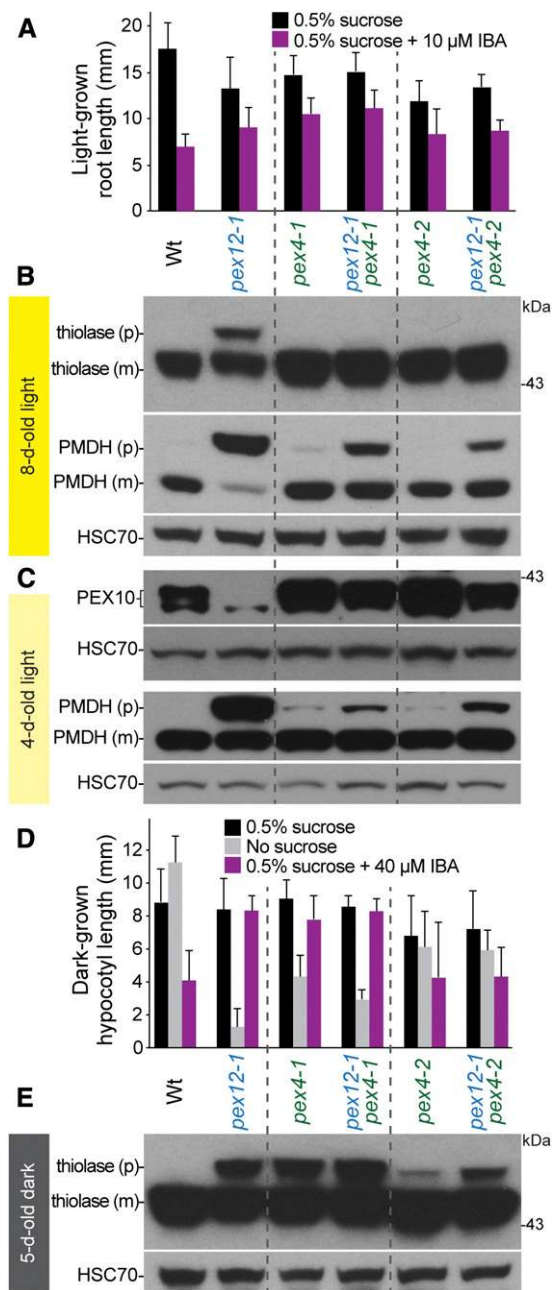 A
0.5% sucrose
0.5% sucrose + 10 µM IBA
Light-grown
root length (mm)
20
15
10
5
0
Wt
pex12-1
pex4-1
pex12-1
pex4-1
pex4-2
pex12-1
pex4-2
B
kDa
8-d-old light
thiolase (p)-
thiolase (m)-
-43
PMDH (p)-
PMDH (m)-
HSC70-
C
4-d-old light
-43
PEX10-
HSC70-
PMDH (p)-
PMDH (m)-
HSC70-
D
0.5% sucrose
No sucrose
0.5% sucrose + 40 µM IBA
Dark-grown
hypocotyl length (mm)
12
10
8
6
4
2
0
Wt
pex12-1
pex4-1
pex12-1
pex4-1
pex4-2
pex12-1
pex4-2
E
kDa
5-d-old dark
thiolase (p)-
thiolase (m)-
-43
HSC70-